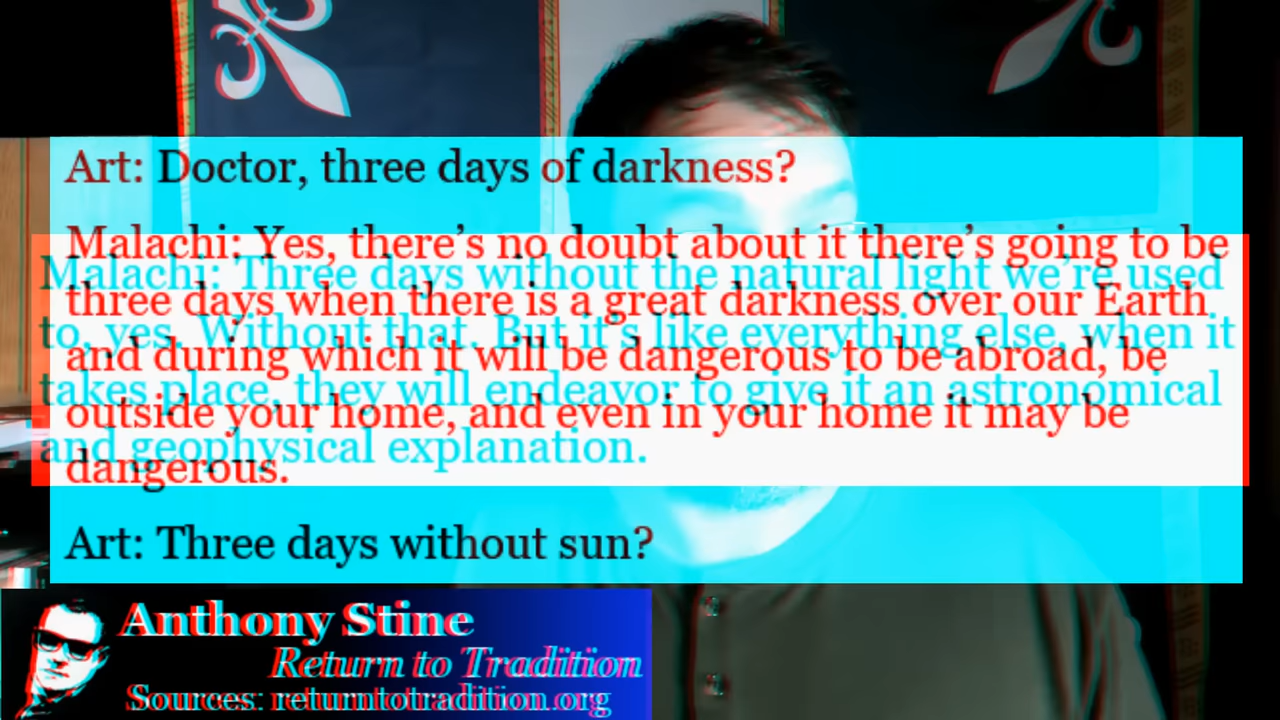 Art: Doctor, three days of darkness?
Malachi: Yes, there's no doubt about it there's going to be
three days when there is a great darkness over our Earth
and during which it will be dangerous to be abroad, be
outside your home, and even in your home it may be
dangerous.
Art: Three days without sun?
Malachi: Three days without the natural light we're used
to, yes. Without that. But it's like everything else, when it
takes place, they will endeavor to give it an astronomical
and geophysical explanation.
Anthony Stine
Return to Tradition
Sources: returntotradition.org